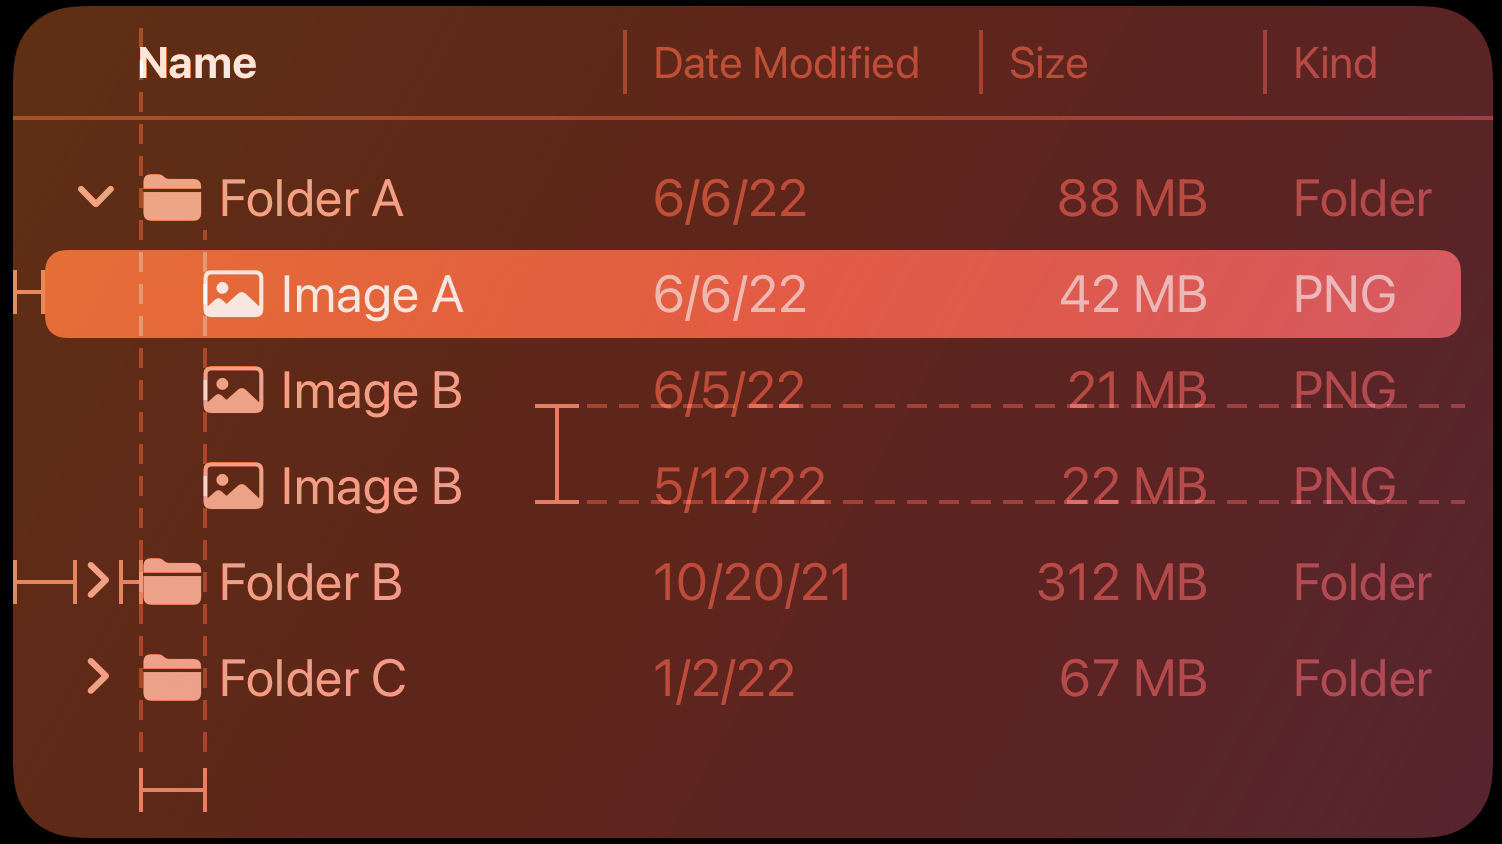 Name Date Modified Size Kind
Folder A 6/6/22 88 MB Folder
Image A 6/6/22 42 MB PNG
Image B 6/5/22 21 MB PNG
Image B 5/12/22 22 MB PNG
Folder B 10/20/21 312 MB Folder
Folder C 1/2/22 67 MB Folder